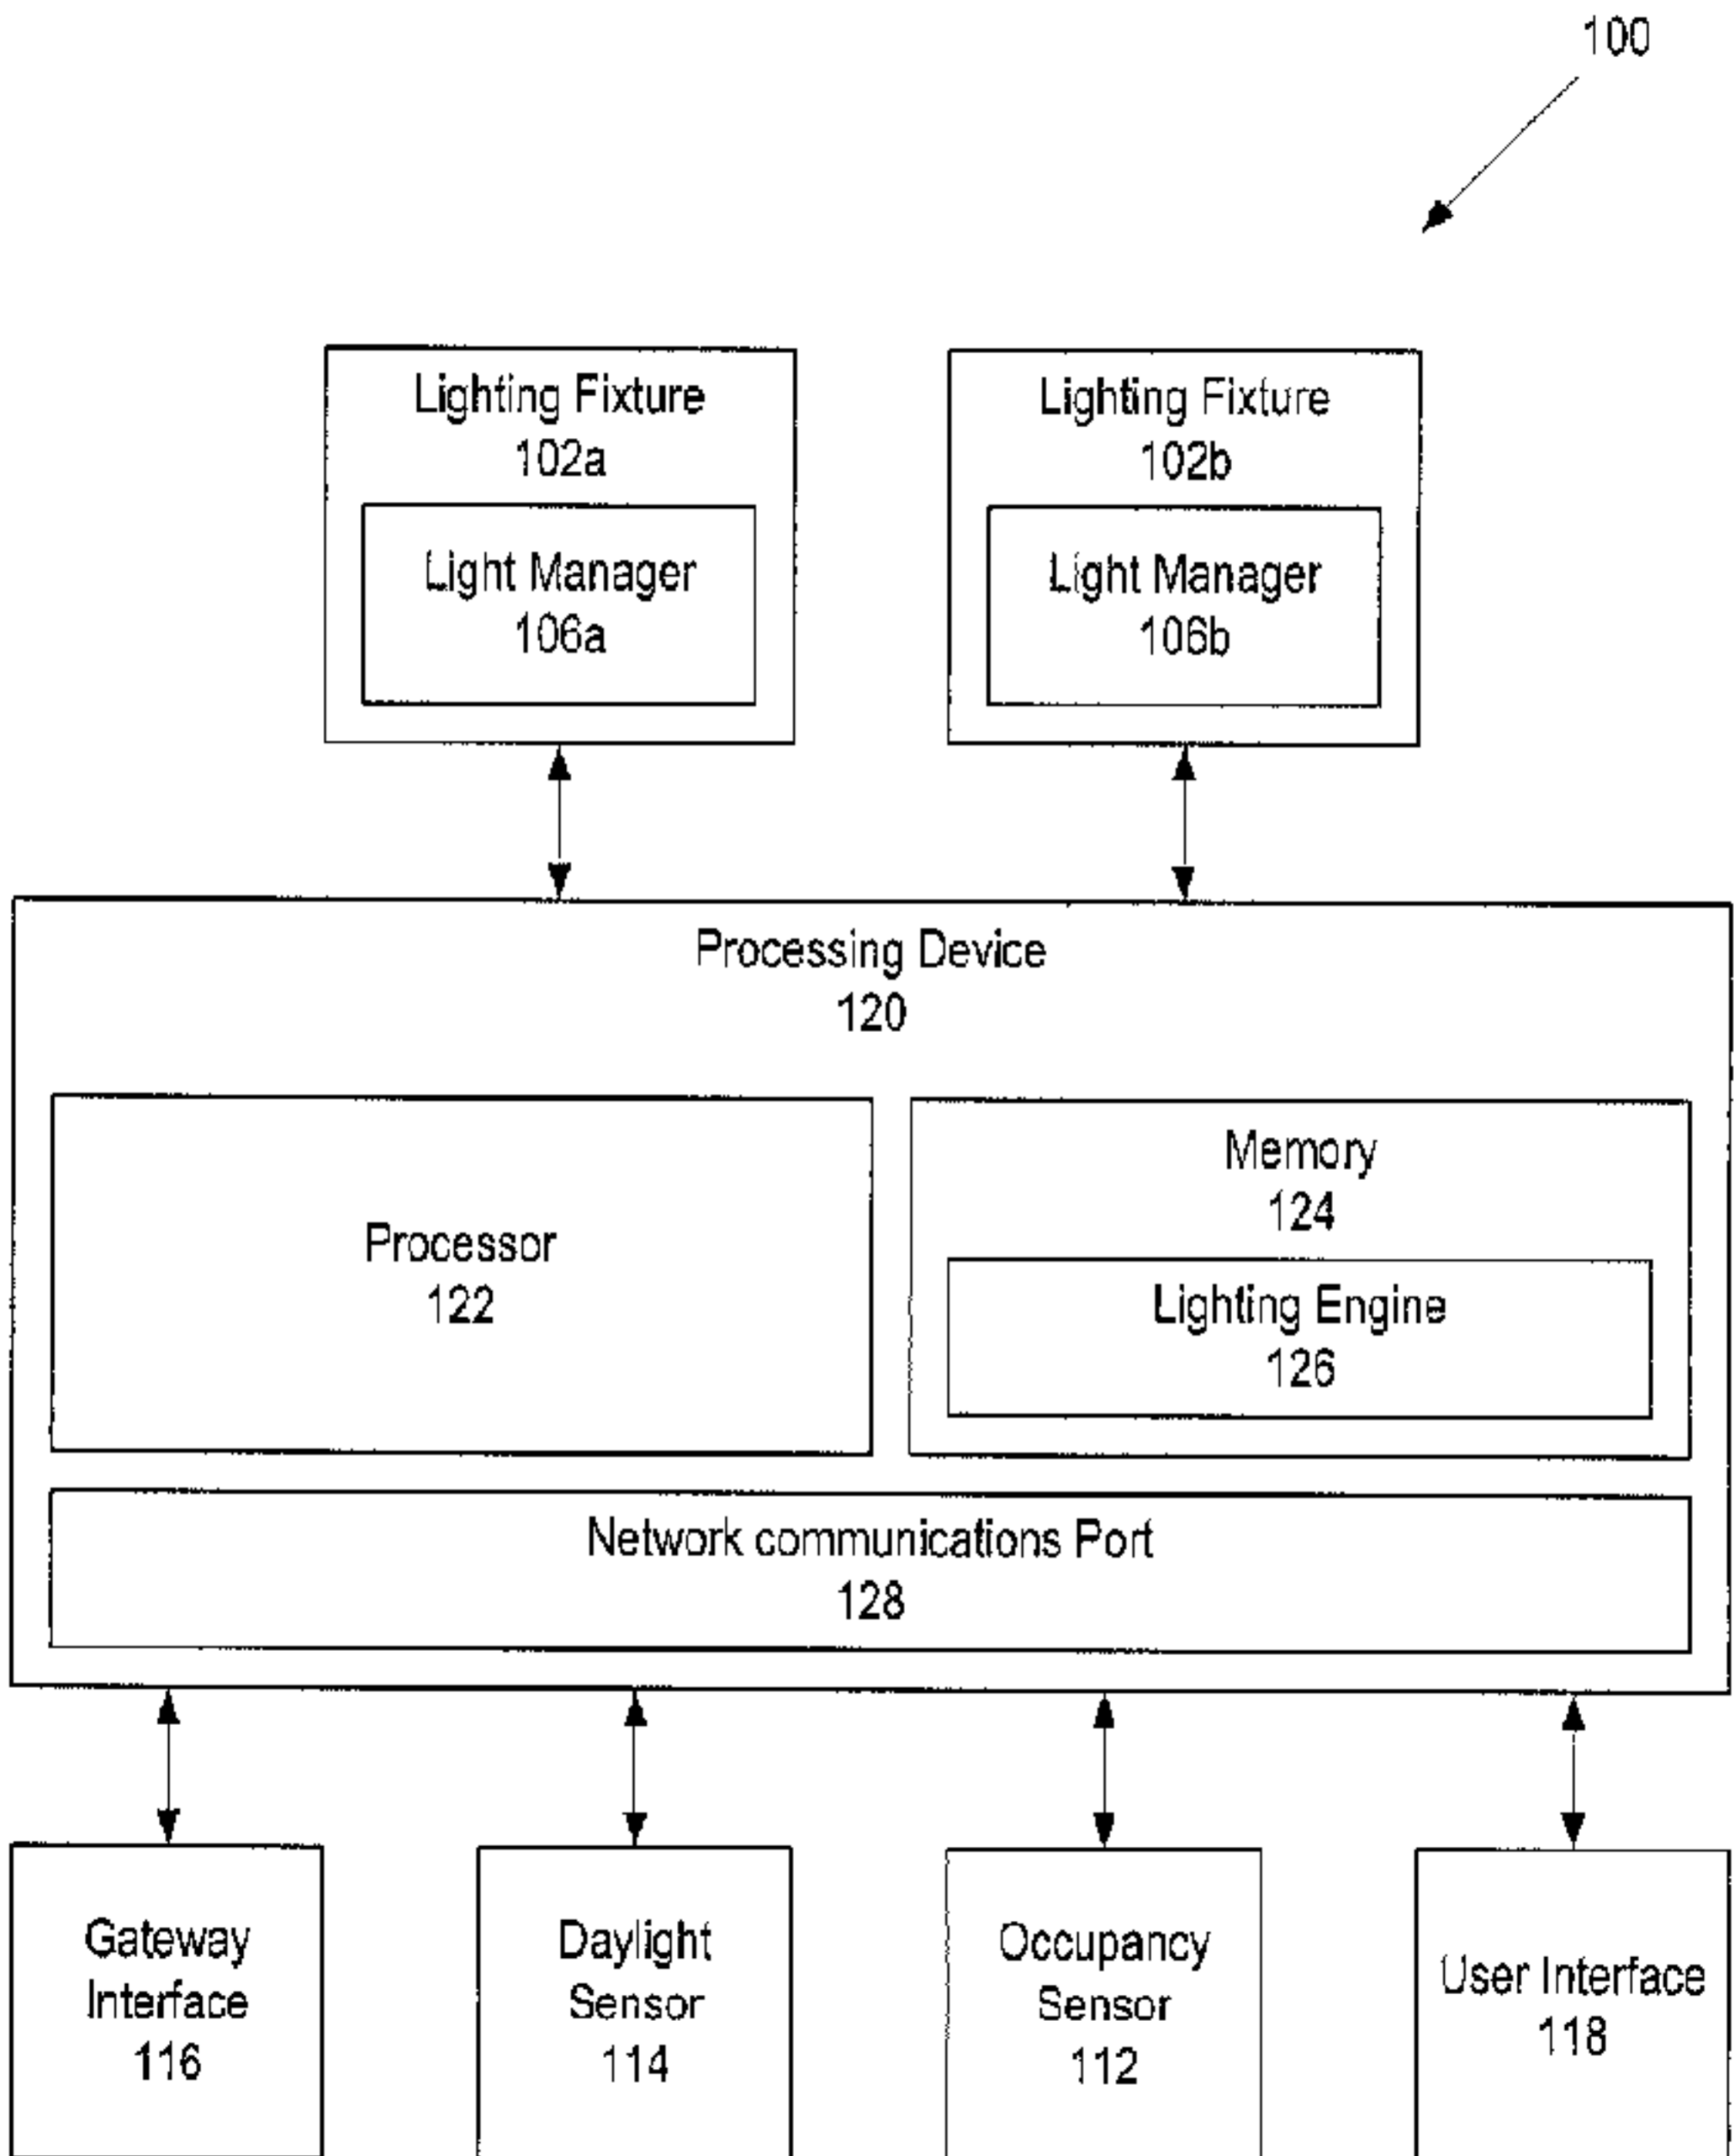 100
Lighting Fixture
102a
Light Manager
106a
Lighting Fixture
102b
Light Manager
106b
Processing Device
120
Processor
122
Memory
124
Lighting Engine
126
Network communications Port
128
Gateway
Interface
116
Daylight
Sensor
114
Occupancy
Sensor
112
User Interface
118